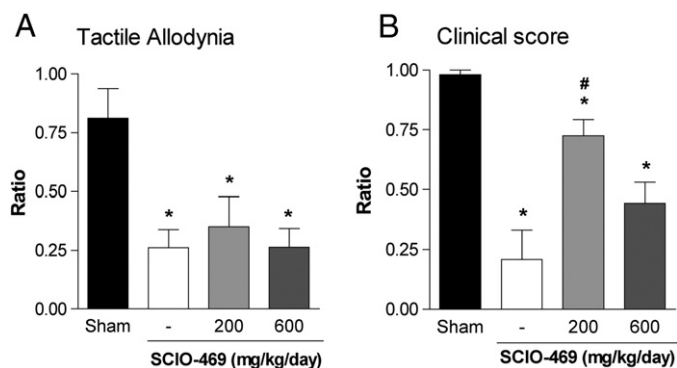 A
Tactile Allodynia
Ratio
1.00
0.75
0.50
0.25
0.00
*
*
*
Sham
-
200
600
SCIO-469 (mg/kg/day)
B
Clinical score
Ratio
1.00
0.75
0.50
0.25
0.00
*
#
*
*
Sham
-
200
600
SCIO-469 (mg/kg/day)